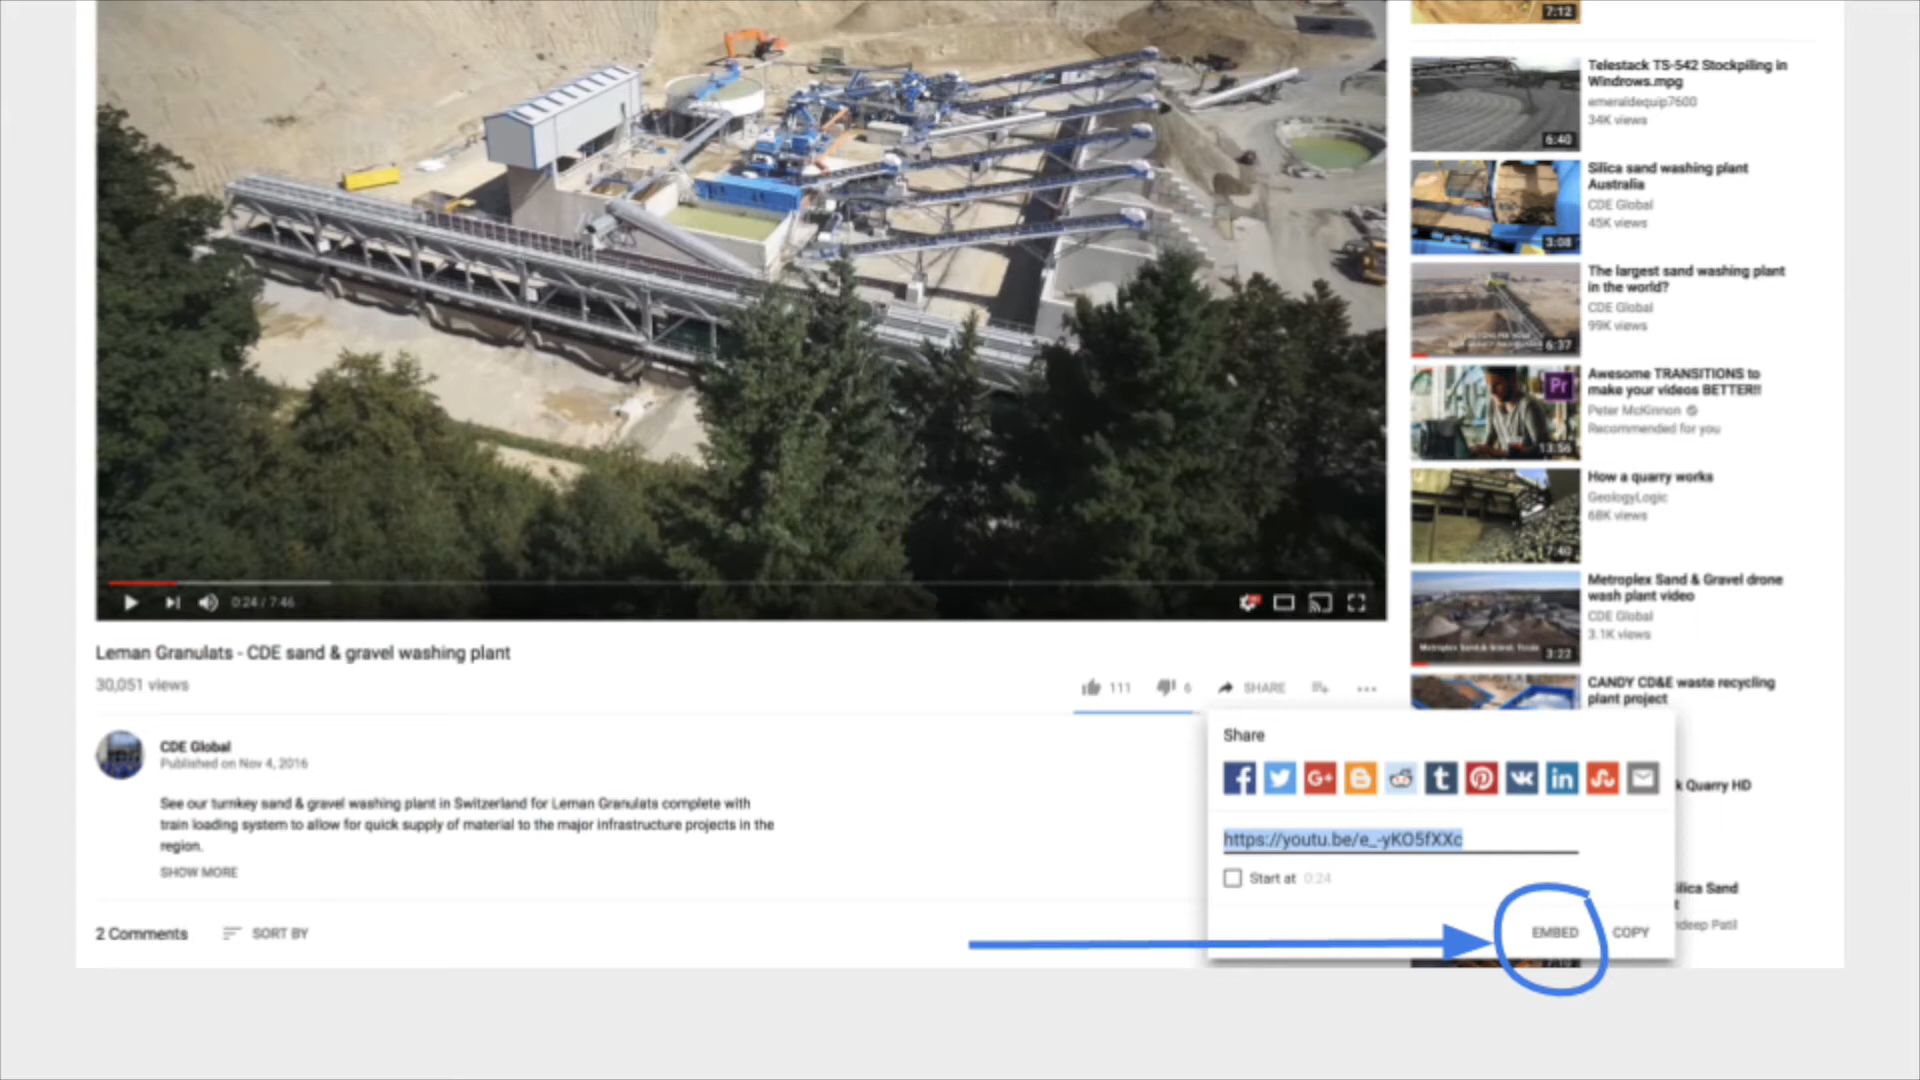 7:12
Telestack TS-542 Stockpiling in
Windrows.mpg
emeraldequip7600
34K views
6:40
Silica sand washing plant
Australia
CDE Global
45K views
3:08
The largest sand washing plant
in the world?
CDE Global
99K views
6:37
Awesome TRANSITIONS to
make your videos BETTER!!!
Peter McKinnon
Recommended for you
Pr
13:56
How a quarry works
GeologyLogic
68K views
7:40
Metroplex Sand & Gravel drone
wash plant video
CDE Global
3.1K views
Metroplex Sand & Gravel, Texas
3:22
CANDY CD&E waste recycling
plant project
0:24 / 7:46
Leman Granulats - CDE sand & gravel washing plant
30,051 views
111
6
SHARE
CDE Global
Published on Nov 4, 2016
See our turnkey sand & gravel washing plant in Switzerland for Leman Granulats complete with
train loading system to allow for quick supply of material to the major infrastructure projects in the
region.
SHOW MORE
2 Comments
SORT BY
Share
https://youtu.be/e_-yKO5fXXc
Start at 0:24
EMBED
COPY
k Quarry HD
ilica Sand
t
ndeep Patil